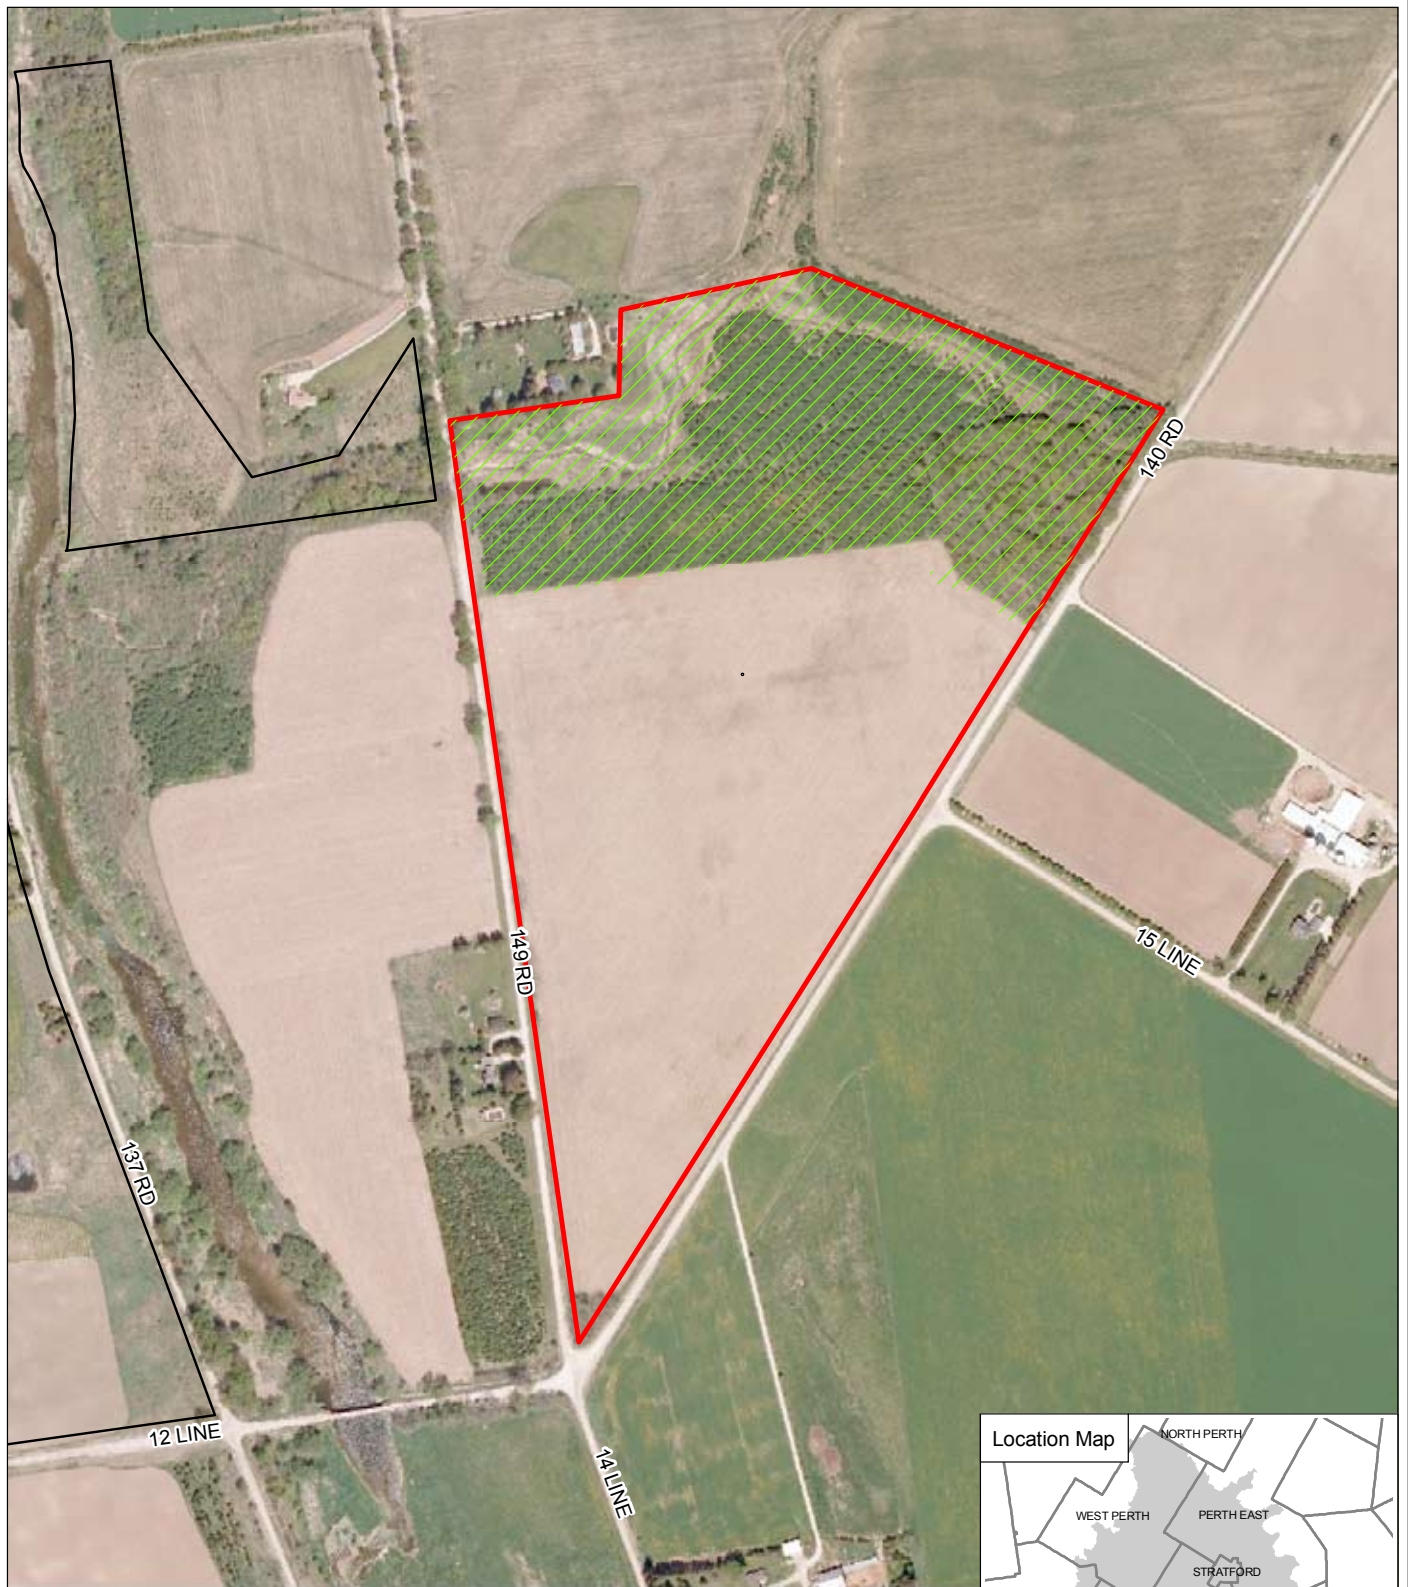 140 RD
149 RD
15 LINE
137 RD
12 LINE
14 LINE
Location Map
NORTH PERTH
WEST PERTH
PERTH EAST
STRATFORD